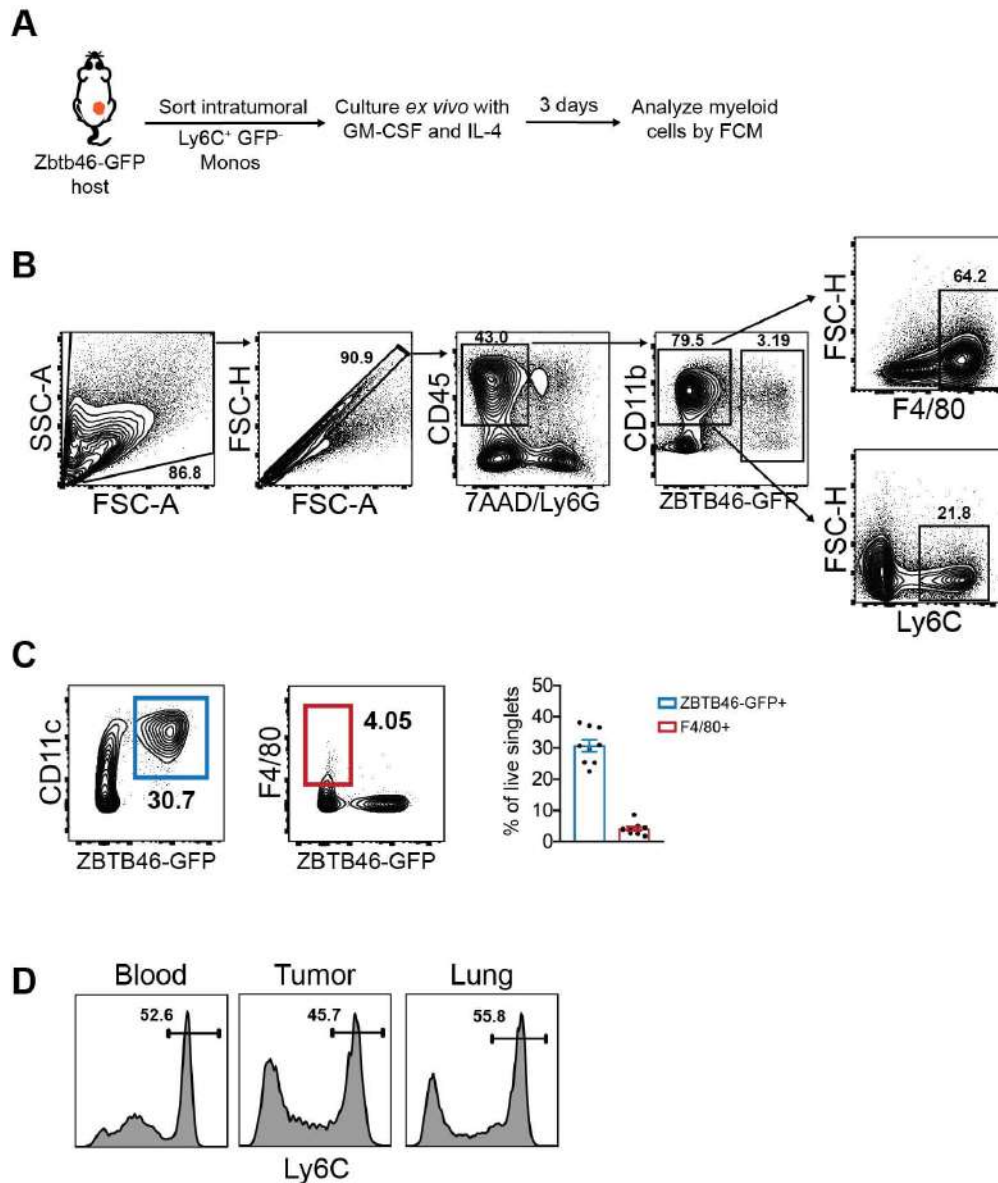 A
Zbtb46-GFP
host
Sort intratumoral
Ly6C+ GFP-
Monos
Culture ex vivo with
GM-CSF and IL-4
3 days
Analyze myeloid
cells by FCM
B
SSC-A
86.8
FSC-A
FSC-H
90.9
FSC-A
CD45
43.0
7AAD/Ly6G
CD11b
79.5
3.19
ZBTB46-GFP
FSC-H
64.2
F4/80
FSC-H
21.8
Ly6C
C
CD11c
30.7
ZBTB46-GFP
F4/80
4.05
ZBTB46-GFP
% of live singlets
50
40
30
20
10
0
ZBTB46-GFP+
F4/80+
D
Blood
Tumor
Lung
52.6
45.7
55.8
Ly6C